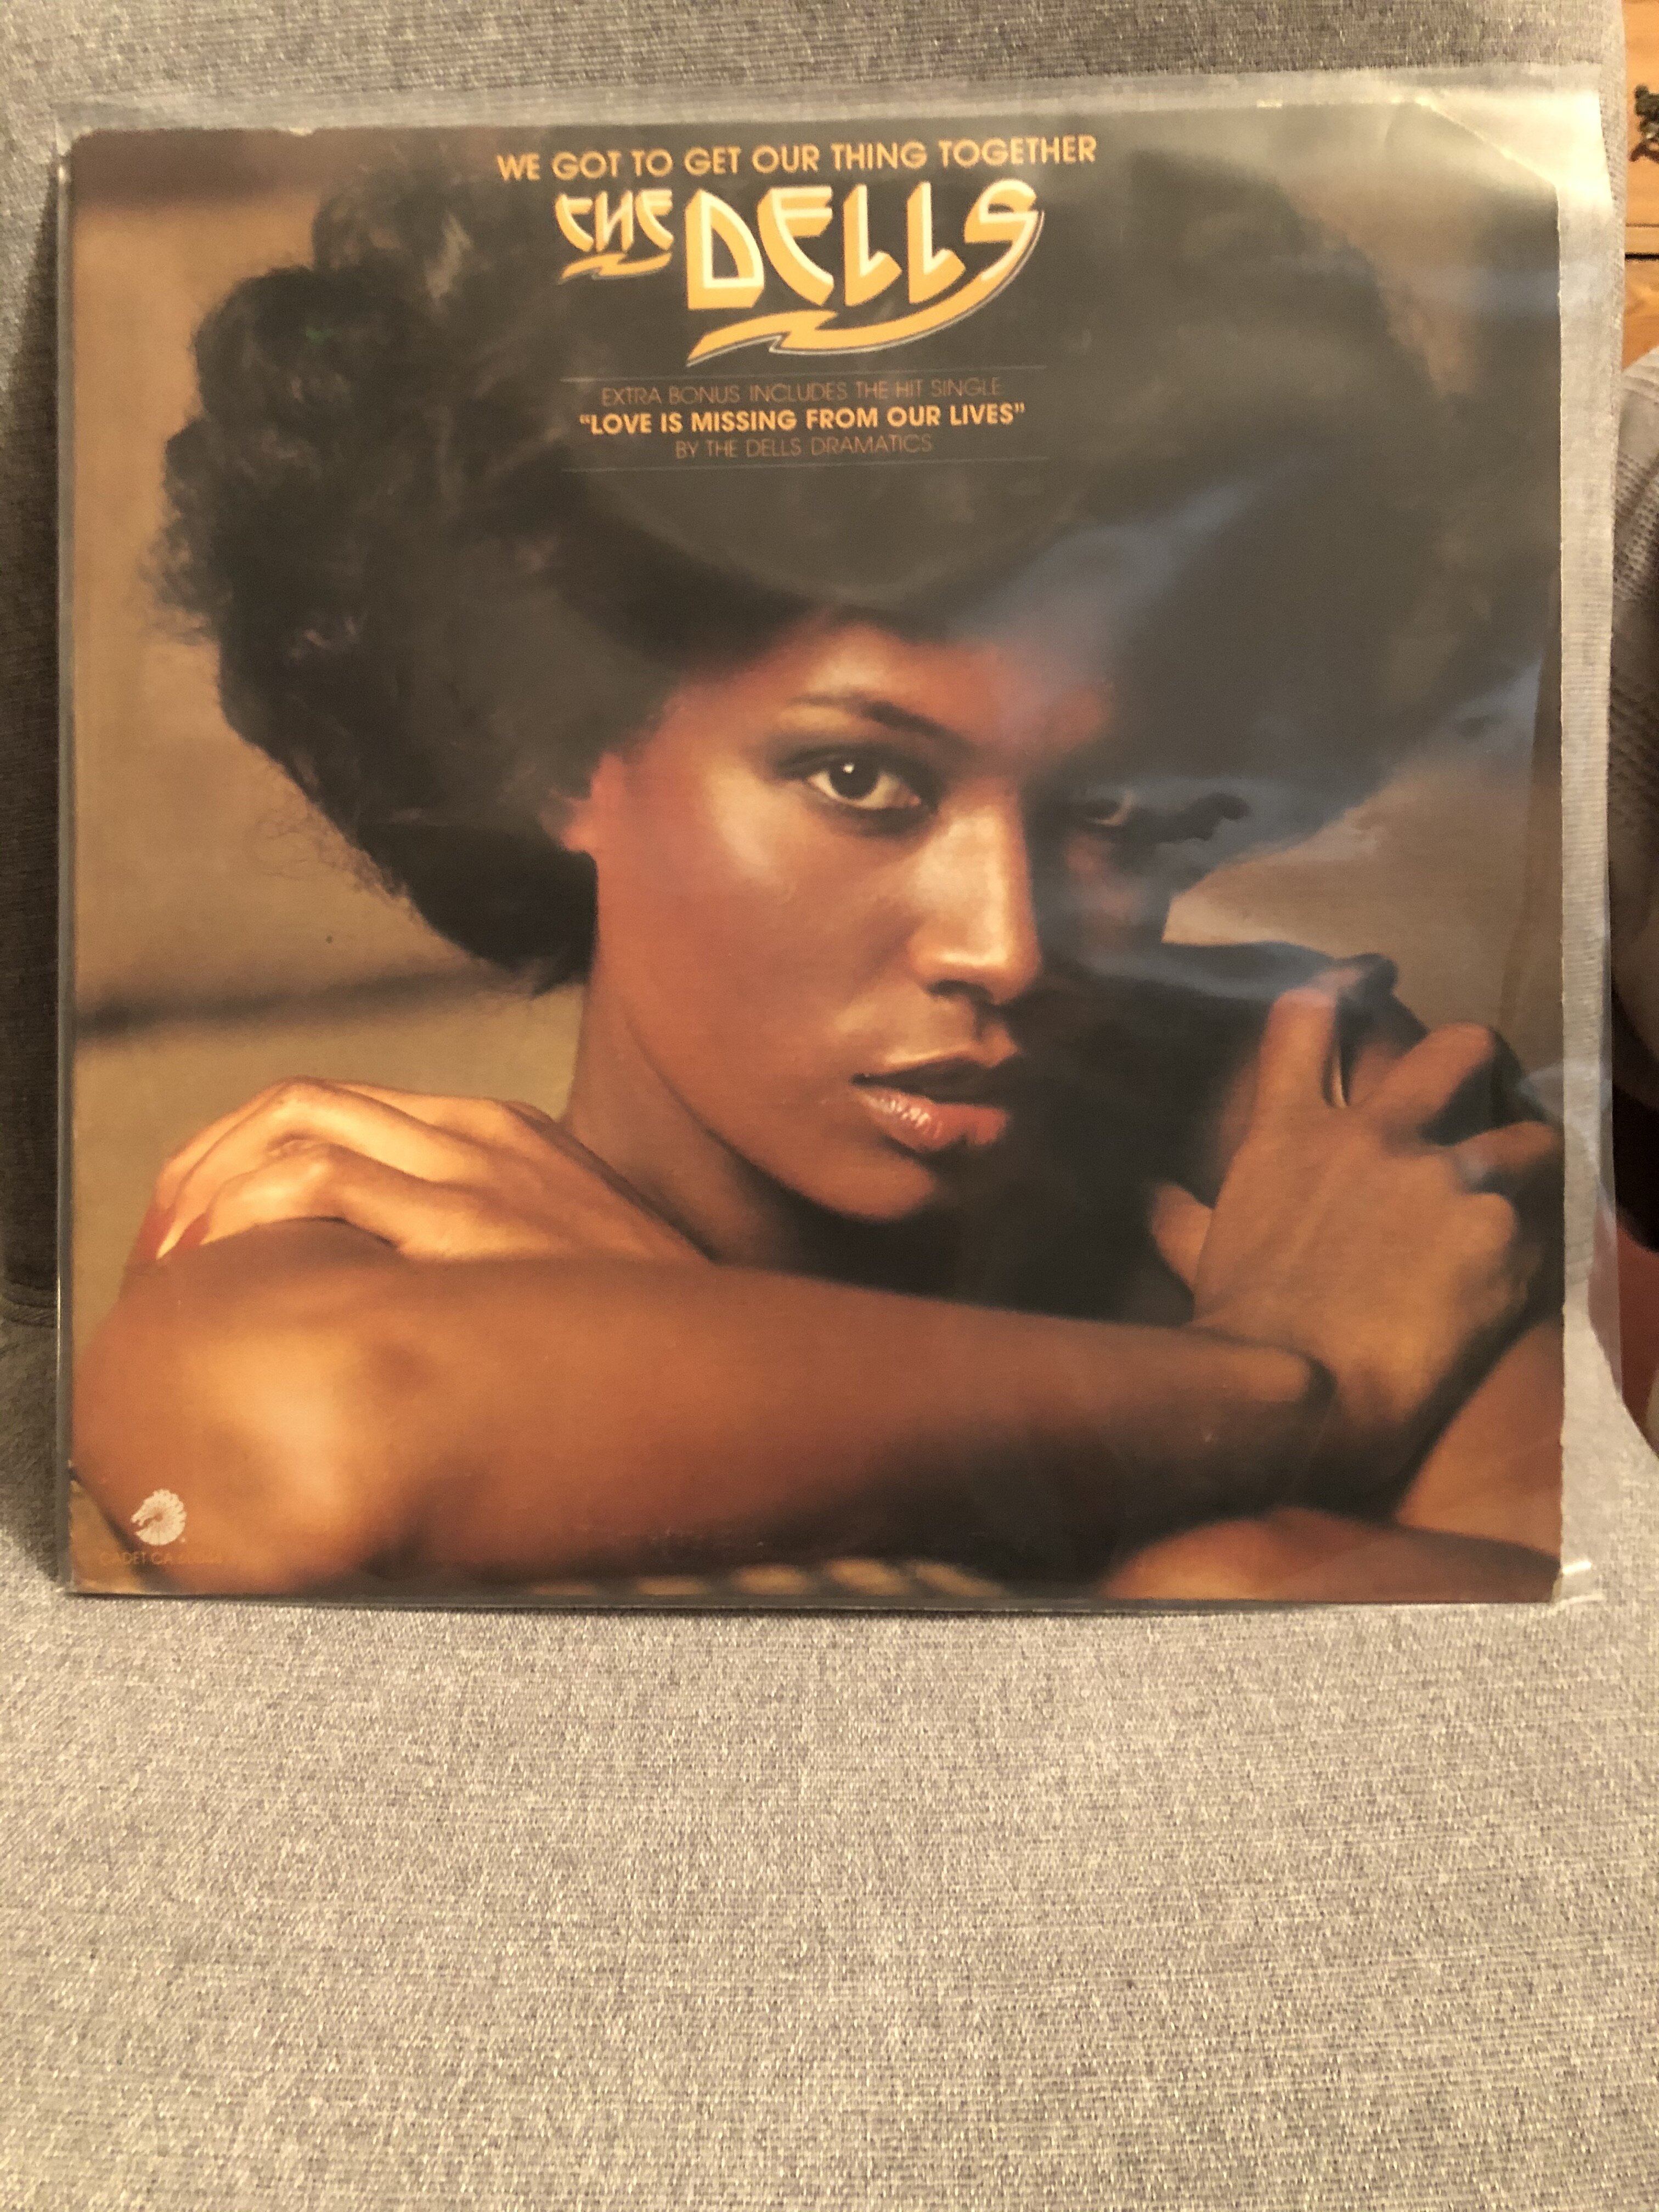 WE GOT TO GET OUR THING TOGETHER
THE DELLS
EXTRA BONUS INCLUDES THE HIT SINGLE
“LOVE IS MISSING FROM OUR LIVES”
BY THE DELLS DRAMATICS
CADET CA